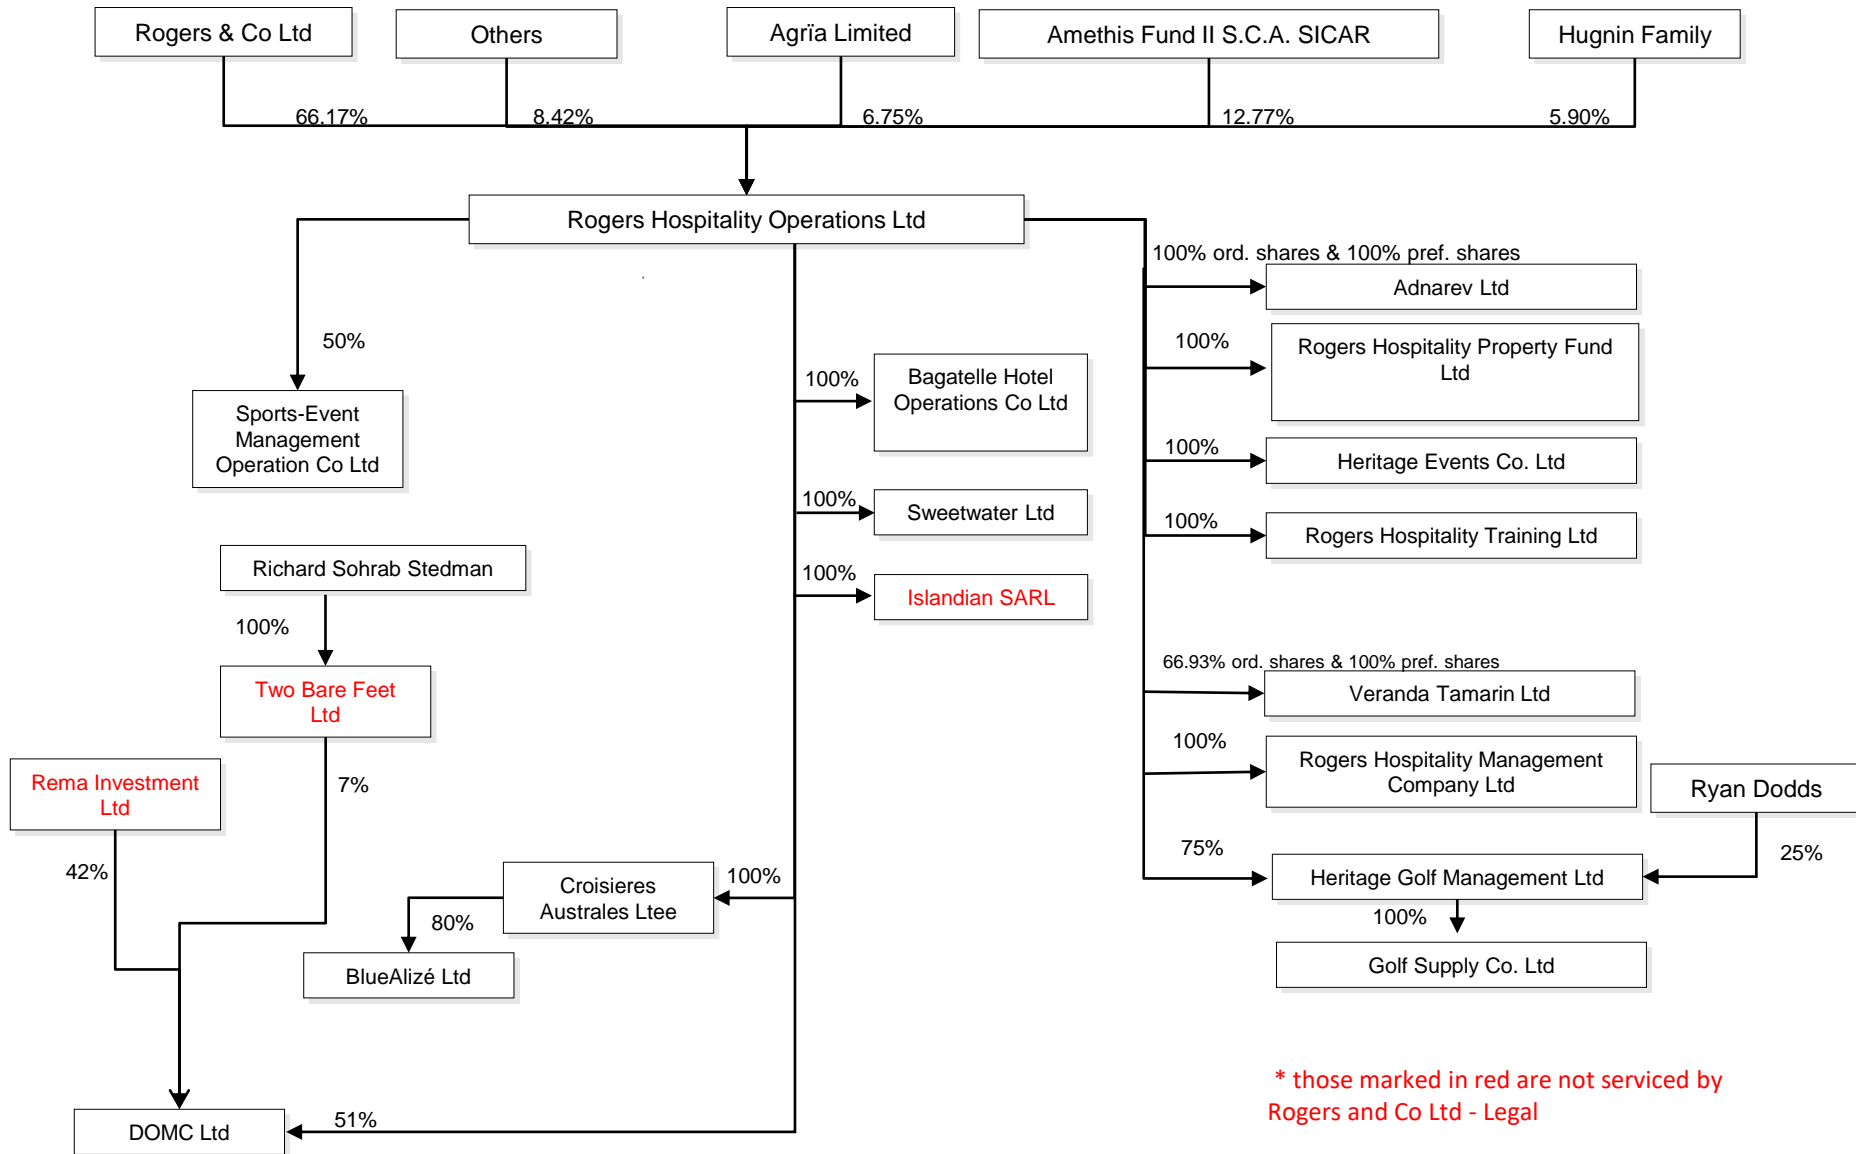 Rogers & Co Ltd
Others
Agrïa Limited
Amethis Fund II S.C.A. SICAR
Hugnin Family
66.17%
8.42%
6.75%
12.77%
5.90%
Rogers Hospitality Operations Ltd
50%
Sports-Event
Management
Operation Co Ltd
100%
Bagatelle Hotel
Operations Co Ltd
100%
Sweetwater Ltd
100%
Islandian SARL
100% ord. shares & 100% pref. shares
Adnarev Ltd
100%
Rogers Hospitality Property Fund
Ltd
100%
Heritage Events Co. Ltd
100%
Rogers Hospitality Training Ltd
66.93% ord. shares & 100% pref. shares
Veranda Tamarin Ltd
100%
Rogers Hospitality Management
Company Ltd
Ryan Dodds
75%
25%
Heritage Golf Management Ltd
100%
Golf Supply Co. Ltd
Richard Sohrab Stedman
100%
Two Bare Feet
Ltd
7%
Rema Investment
Ltd
42%
100%
Croisieres
Australes Ltee
80%
BlueAlizé Ltd
51%
DOMC Ltd
* those marked in red are not serviced by
Rogers and Co Ltd - Legal